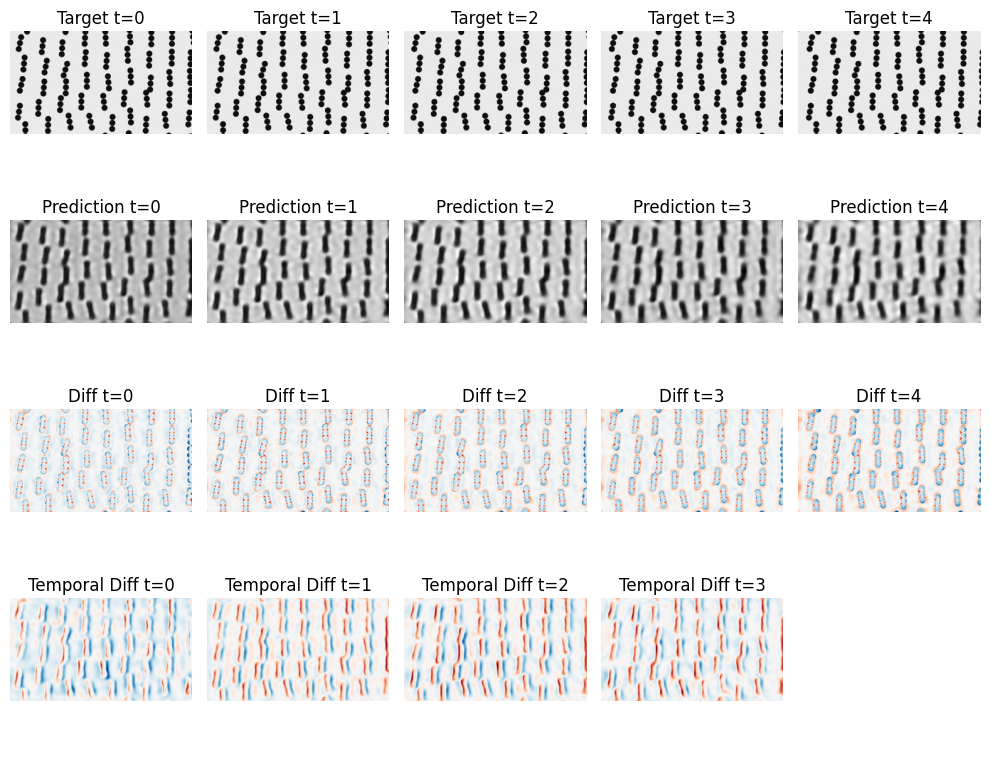 Target t=0 Target t=1 Target t=2 Target t=3 Target t=4
Prediction t=0 Prediction t=1 Prediction t=2 Prediction t=3 Prediction t=4
Diff t=0 Diff t=1 Diff t=2 Diff t=3 Diff t=4
Temporal Diff t=0 Temporal Diff t=1 Temporal Diff t=2 Temporal Diff t=3